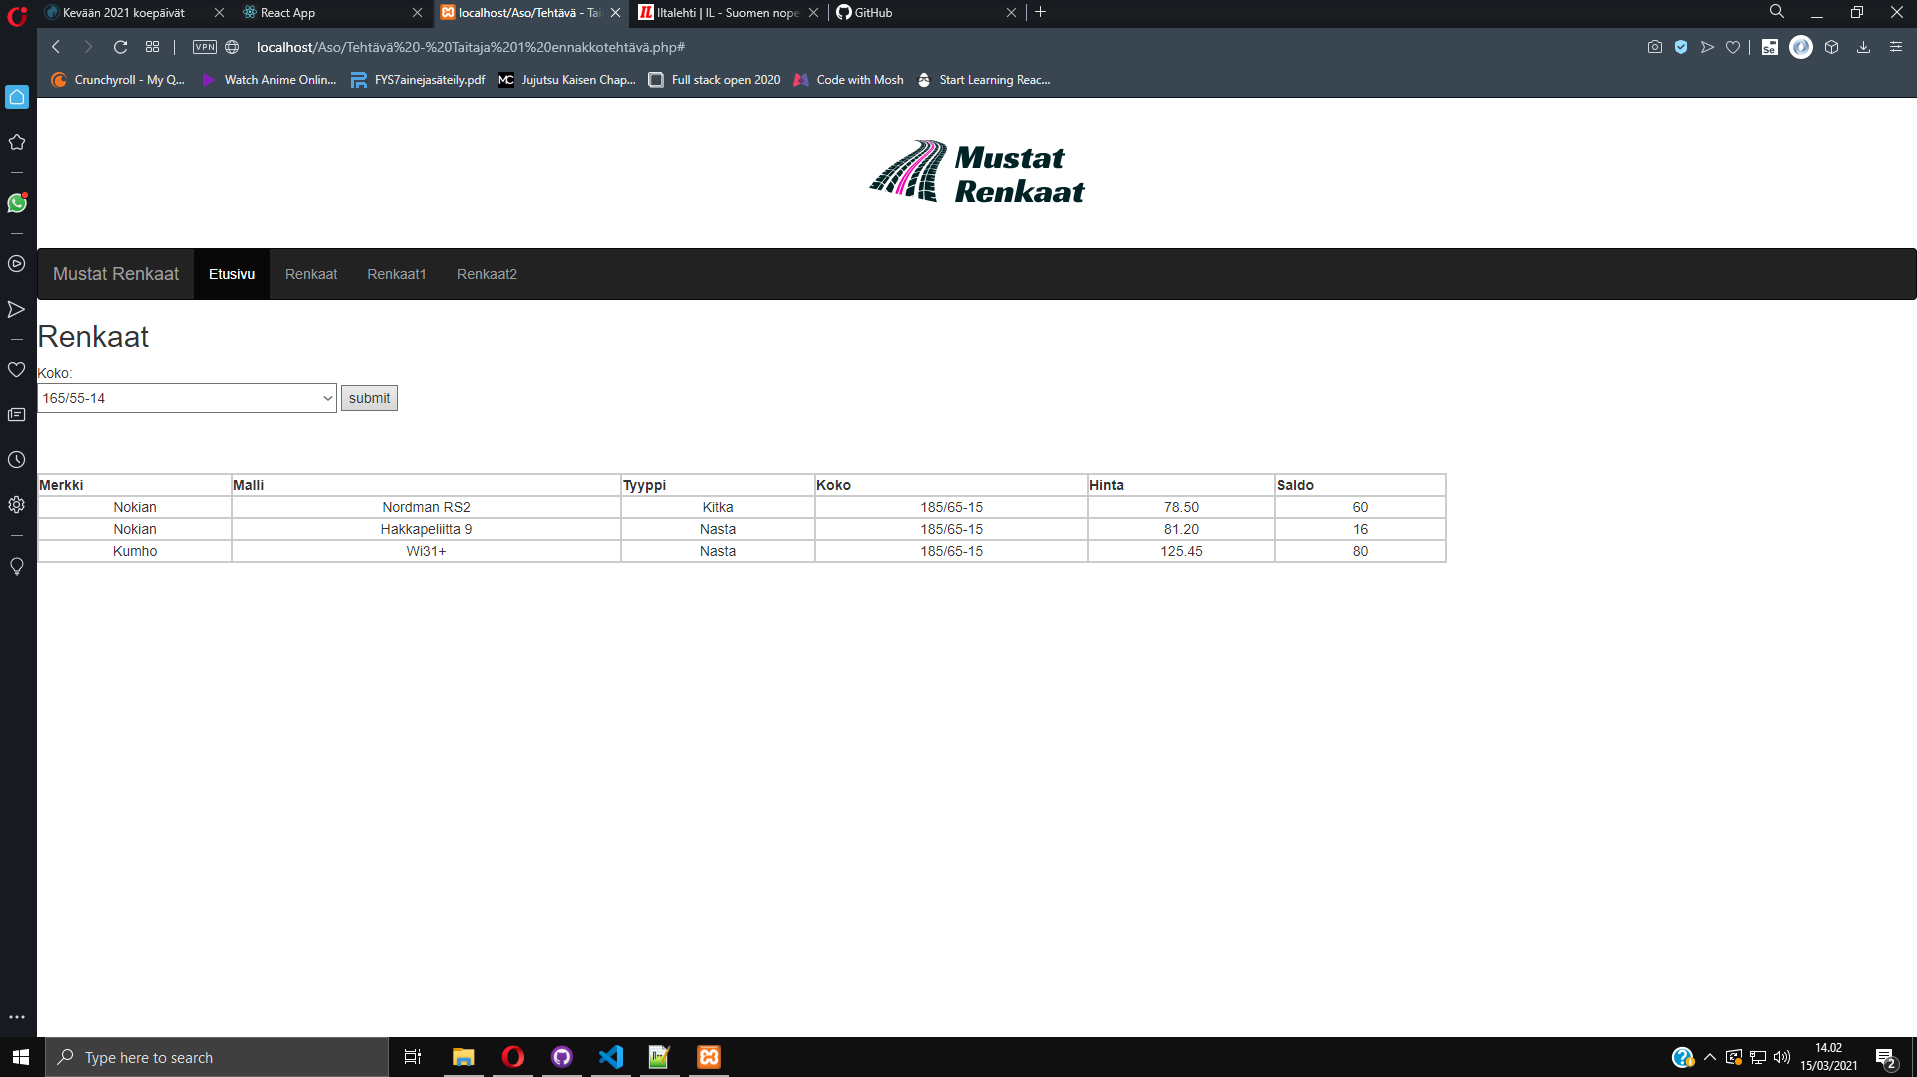 Kevään 2021 koepäivät
React App
localhost/Aso/Tehtävä - Tai
Iltalehti | IL - Suomen nope
GitHub
VPN
localhost/Aso/Tehtävä%20-%20Taitaja%201%20ennakkotehtävä.php#
Se
Crunchyroll - My Q...
Watch Anime Onlin...
FYS7ainejasäteily.pdf
MC
Jujutsu Kaisen Chap...
Full stack open 2020
Code with Mosh
Start Learning Reac...
Mustat
Renkaat
Mustat Renkaat Etusivu Renkaat Renkaat1 Renkaat2
Renkaat
Koko:
165/55-14 submit
Merkki Malli Tyyppi Koko Hinta Saldo
Nokian Nordman RS2 Kitka 185/65-15 78.50 60
Nokian Hakkapeliitta 9 Nasta 185/65-15 81.20 16
Kumho Wi31+ Nasta 185/65-15 125.45 80
Type here to search
14.02
15/03/2021
2